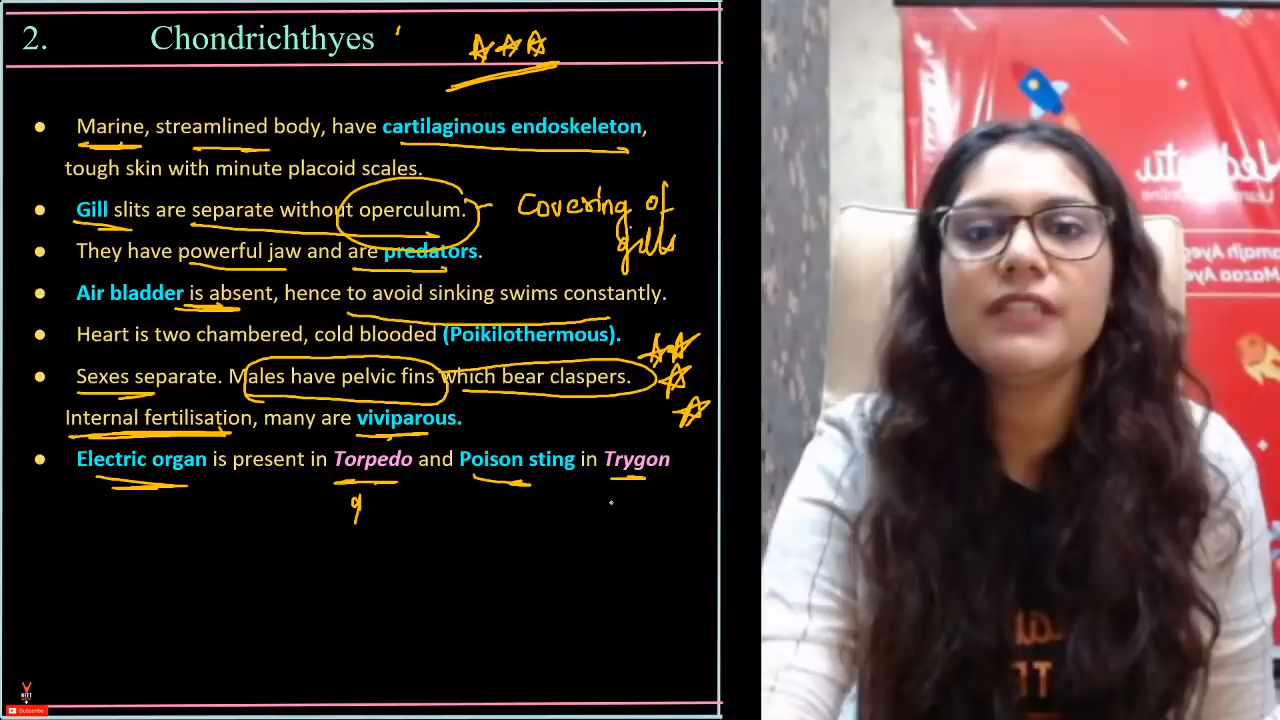 2. Chondrichthyes
Marine, streamlined body, have cartilaginous endoskeleton,
tough skin with minute placoid scales.
Gill slits are separate without operculum.
Covering of
gills
They have powerful jaw and are predators.
Air bladder is absent, hence to avoid sinking swims constantly.
Heart is two chambered, cold blooded (Poikilothermous).
Sexes separate. Males have pelvic fins which bear claspers.
Internal fertilisation, many are viviparous.
Electric organ is present in Torpedo and Poison sting in Trygon
NEET
Subscribe